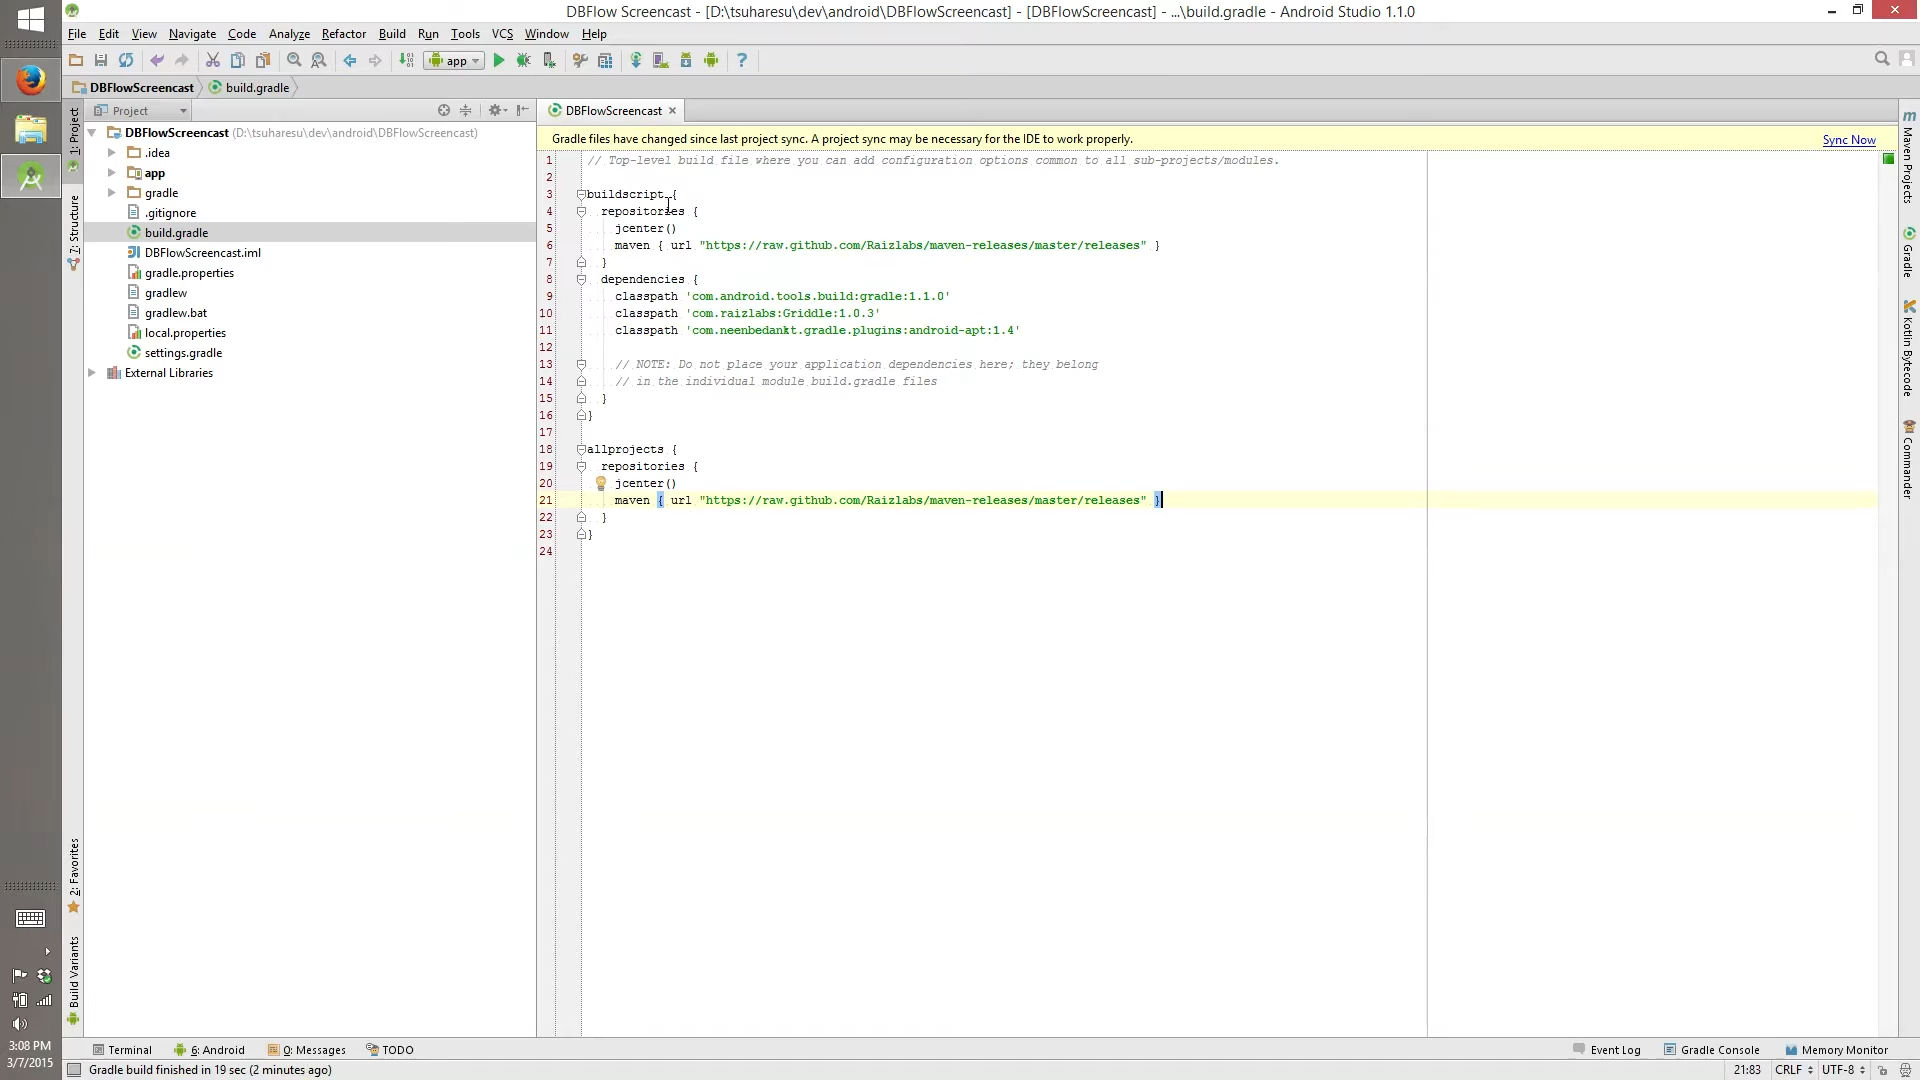 DBFlow Screencast - [D:\tsuharesu\dev\android\DBFlowScreencast] - [DBFlowScreencast] - ...\build.gradle - Android Studio 1.1.0
File Edit View Navigate Code Analyze Refactor Build Run Tools VCS Window Help
app
DBFlowScreencast build.gradle
Project
DBFlowScreencast
1: Project
DBFlowScreencast (D:\tsuharesu\dev\android\DBFlowScreencast)
.idea
app
gradle
.gitignore
build.gradle
DBFlowScreencast.iml
gradle.properties
gradlew
gradlew.bat
local.properties
settings.gradle
External Libraries
7: Structure
2: Favorites
Build Variants
Gradle files have changed since last project sync. A project sync may be necessary for the IDE to work properly. Sync Now
1 // Top-level build file where you can add configuration options common to all sub-projects/modules.
2
3 buildscript {
4 repositories {
5 jcenter()
6 maven { url "https://raw.github.com/Raizlabs/maven-releases/master/releases" }
7 }
8 dependencies {
9 classpath 'com.android.tools.build:gradle:1.1.0'
10 classpath 'com.raizlabs:Griddle:1.0.3'
11 classpath 'com.neenbedankt.gradle.plugins:android-apt:1.4'
12
13 // NOTE: Do not place your application dependencies here; they belong
14 // in the individual module build.gradle files
15 }
16 }
17
18 allprojects {
19 repositories {
20 jcenter()
21 maven { url "https://raw.github.com/Raizlabs/maven-releases/master/releases" }
22 }
23 }
24
m Maven Projects
Gradle
Kotlin Bytecode
Commander
Terminal 6: Android 0: Messages TODO Event Log Gradle Console Memory Monitor
Gradle build finished in 19 sec (2 minutes ago) 21:83 CRLF UTF-8
3:08 PM
3/7/2015